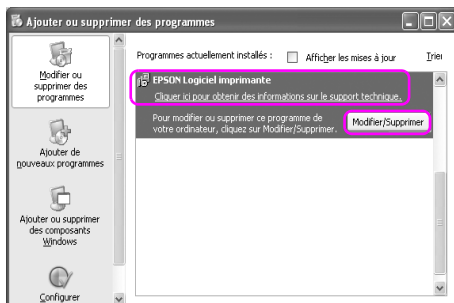 Ajouter ou supprimer des programmes
Modifier ou
supprimer des
programmes
Ajouter de
nouveaux programmes
Ajouter ou supprimer
des composants
Windows
Configurer
Programmes actuellement installés :
Afficher les mises à jour
Trier
EPSON Logiciel imprimante
Cliquer ici pour obtenir des informations sur le support technique.
Pour modifier ou supprimer ce programme de
votre ordinateur, cliquez sur Modifier/Supprimer.
Modifier/Supprimer